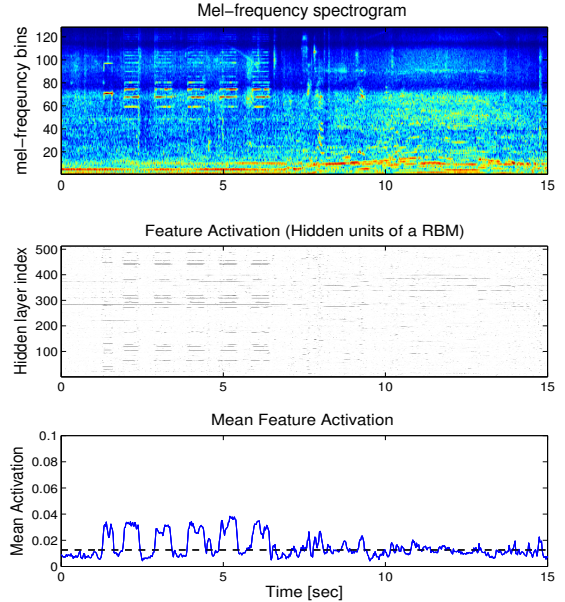 Mel-frequency spectrogram
mel-frequency bins
120
100
80
60
40
20
0 5 10 15
Feature Activation (Hidden units of a RBM)
Hidden layer index
500
400
300
200
100
0 5 10 15
Mean Feature Activation
Mean Activation
0.1
0.08
0.06
0.04
0.02
0
0 5 10 15
Time [sec]